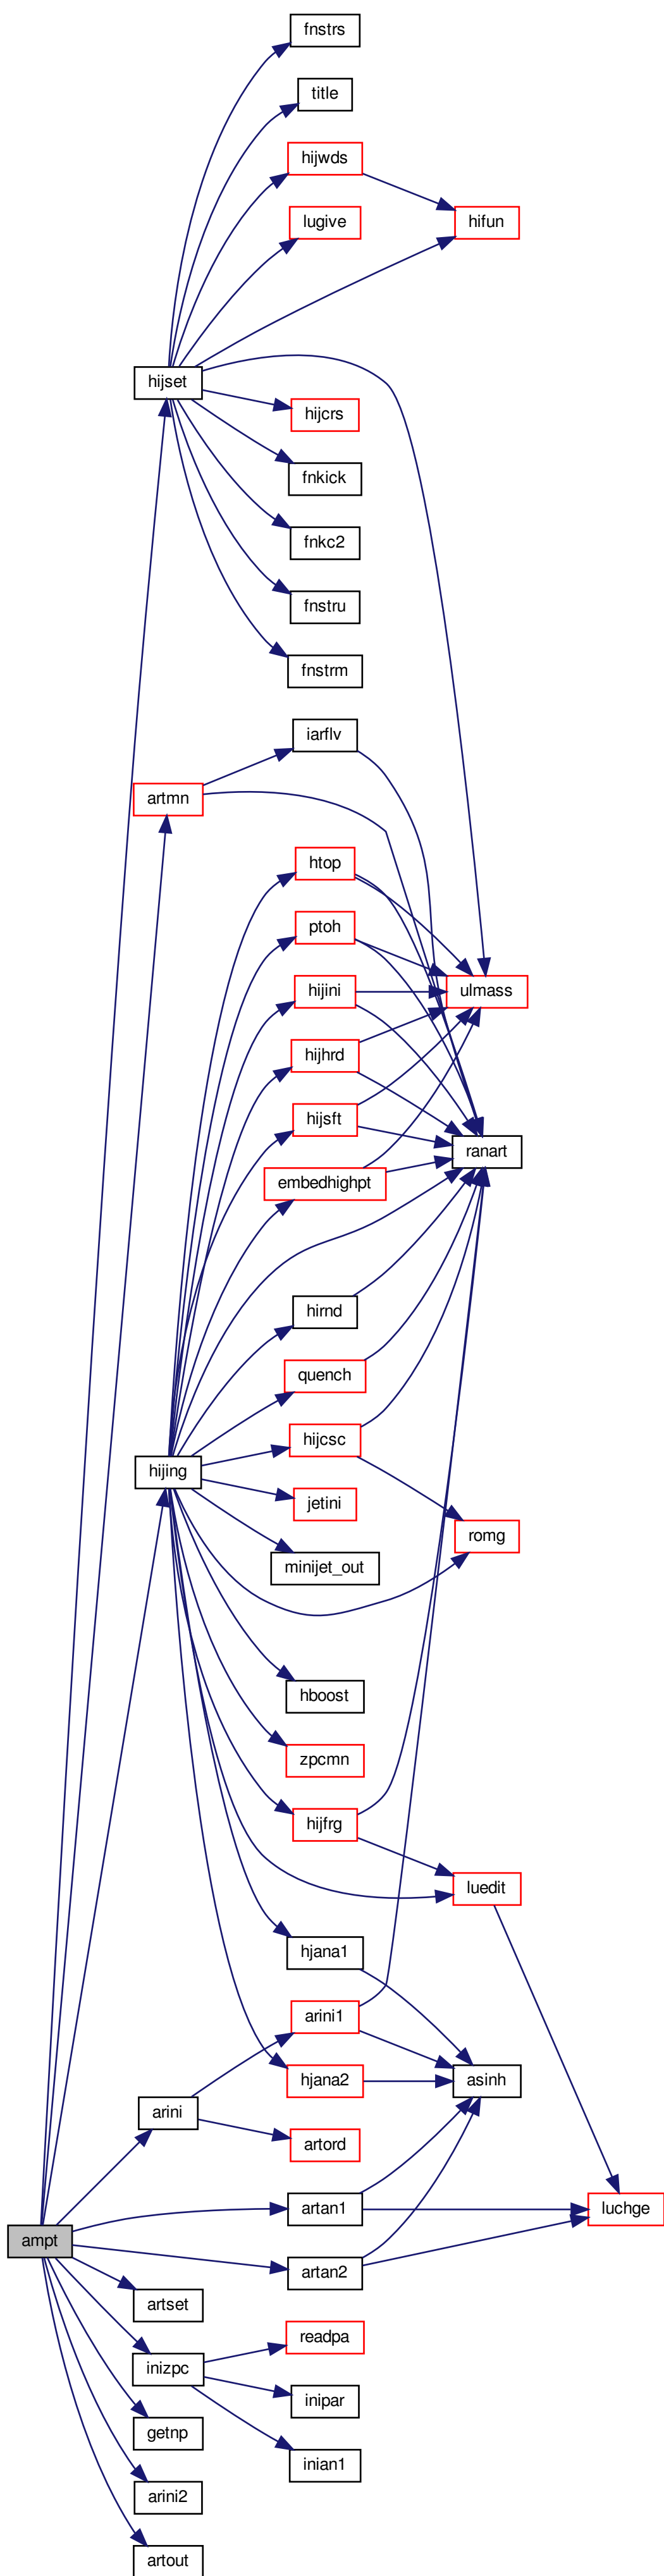 fnstrs
title
hijwds
lugive
hifun
hijset
hijcrs
fnkick
fnkc2
fnstru
fnstrm
iarflv
artmn
htop
ptoh
hijini
ulmass
hijhrd
hijsft
ranart
embedhighpt
hirnd
quench
hijcsc
hijing
jetini
romg
minijet_out
hboost
zpcmn
hijfrg
luedit
hjana1
arini1
hjana2
asinh
arini
artord
artan1
luchge
ampt
artan2
artset
readpa
inizpc
inipar
getnp
inian1
arini2
artout